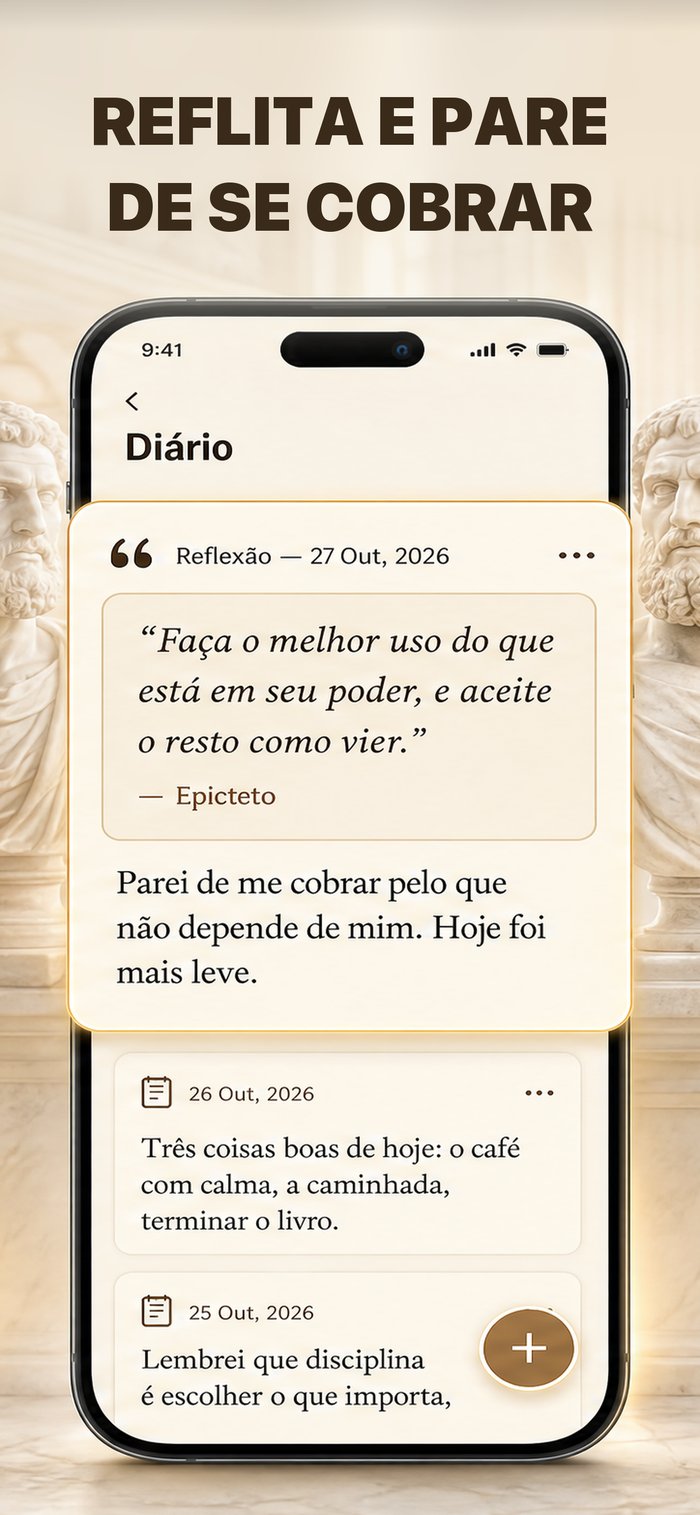 REFLITA E PARE
DE SE COBRAR
9:41
Diário
Reflexão — 27 Out, 2026
“Faça o melhor uso do que
está em seu poder, e aceite
o resto como vier.”
— Epicteto
Parei de me cobrar pelo que
não depende de mim. Hoje foi
mais leve.
26 Out, 2026
Três coisas boas de hoje: o café
com calma, a caminhada,
terminar o livro.
25 Out, 2026
Lembrei que disciplina
é escolher o que importa,